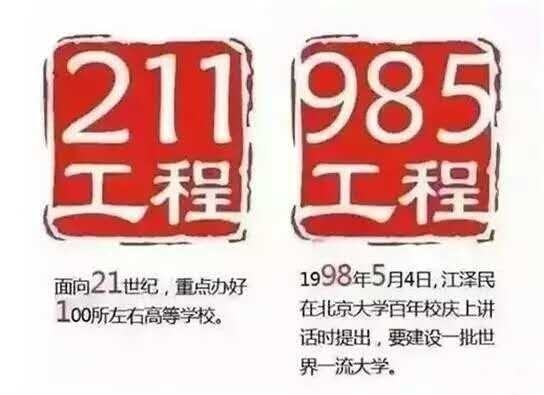 211
工程
面向21世纪，重点办好
100所左右高等学校。
985
工程
1998年5月4日,江泽民
在北京大学百年校庆上讲
话时提出，要建设一批世
界一流大学。